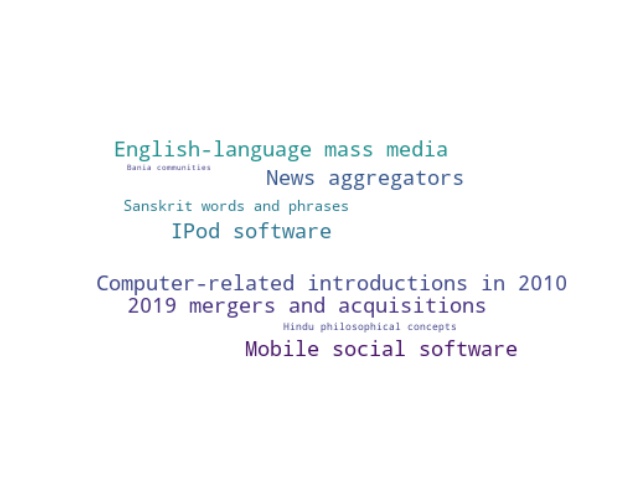 English-language mass media
Bania communities
News aggregators
Sanskrit words and phrases
IPod software
Computer-related introductions in 2010
2019 mergers and acquisitions
Hindu philosophical concepts
Mobile social software